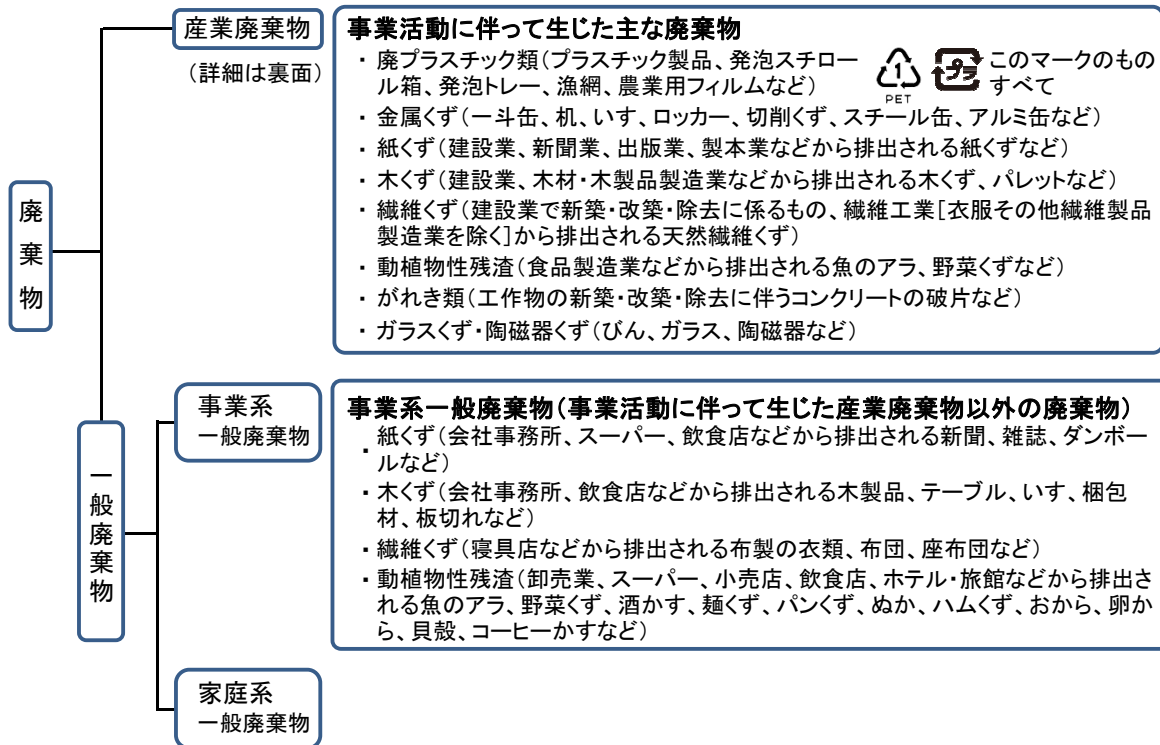 廃棄物
産業廃棄物
（詳細は裏面）
事業活動に伴って生じた主な廃棄物
・廃プラスチック類（プラスチック製品、発泡スチロー
ル箱、発泡トレー、漁網、農業用フィルムなど）
1
PET
プラ
このマークのもの
すべて
・金属くず（一斗缶、机、いす、ロッカー、切削くず、スチール缶、アルミ缶など）
・紙くず（建設業、新聞業、出版業、製本業などから排出される紙くずなど）
・木くず（建設業、木材・木製品製造業などから排出される木くず、パレットなど）
・繊維くず（建設業で新築・改築・除去に係るもの、繊維工業［衣服その他繊維製品
製造業を除く］から排出される天然繊維くず）
・動植物性残渣（食品製造業などから排出される魚のアラ、野菜くずなど）
・がれき類（工作物の新築・改築・除去に伴うコンクリートの破片など）
・ガラスくず・陶磁器くず（びん、ガラス、陶磁器など）
一般廃棄物
事業系
一般廃棄物
事業系一般廃棄物（事業活動に伴って生じた産業廃棄物以外の廃棄物）
・紙くず（会社事務所、スーパー、飲食店などから排出される新聞、雑誌、ダンボー
ルなど）
・木くず（会社事務所、飲食店などから排出される木製品、テーブル、いす、梱包
材、板切れなど）
・繊維くず（寝具店などから排出される布製の衣類、布団、座布団など）
・動植物性残渣（卸売業、スーパー、小売店、飲食店、ホテル・旅館などから排出さ
れる魚のアラ、野菜くず、酒かす、麺くず、パンくず、ぬか、ハムくず、おから、卵か
ら、貝殻、コーヒーかすなど）
家庭系
一般廃棄物